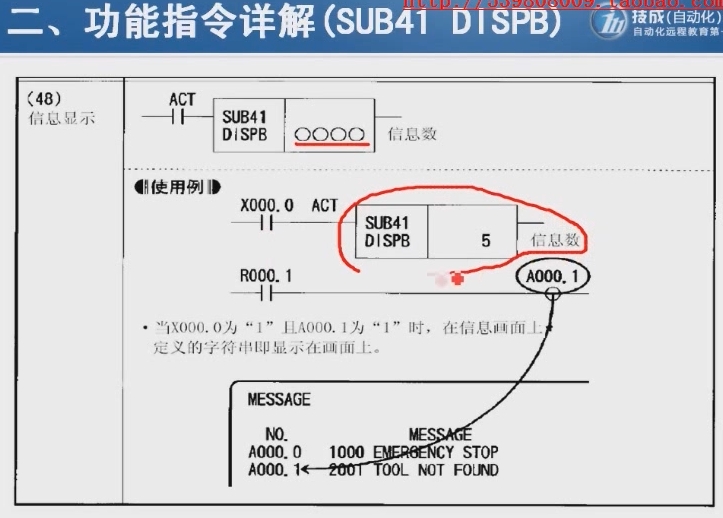 二、功能指令详解(SUB41 DISPB)
http://539808009.taobao.com
技成(自动化)
自动化远程教育第一
(48)
信息显示
ACT
SUB41
DISPB
○○○○
信息数
使用例
X000.0 ACT
SUB41
DISPB
5
信息数
R000.1
A000.1
・当X000.0为“1”且A000.1为“1”时，在信息画面上
定义的字符串即显示在画面上。
MESSAGE
NO. MESSAGE
A000.0 1000 EMERGENCY STOP
A000.1 2001 TOOL NOT FOUND